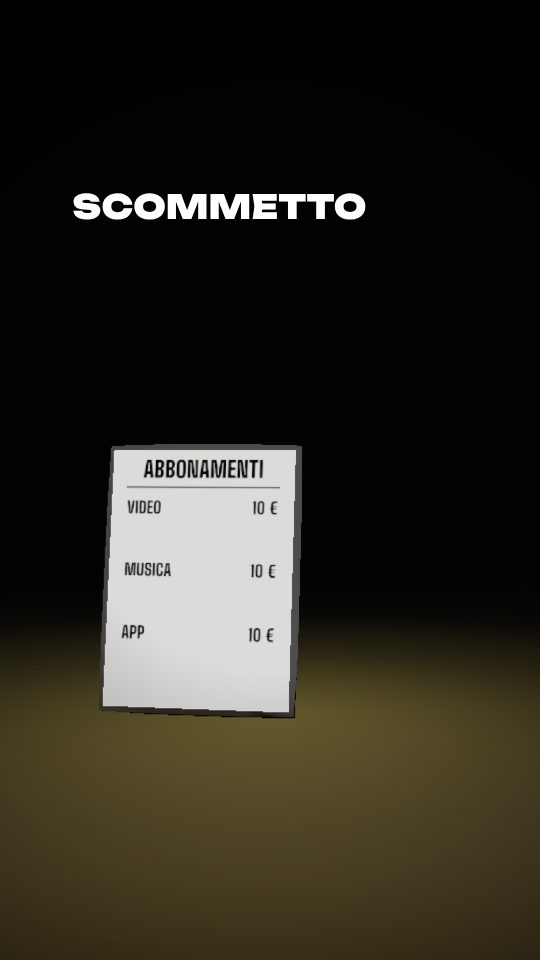 SCOMMETTO
ABBONAMENTI
VIDEO 10 €
MUSICA 10 €
APP 10 €